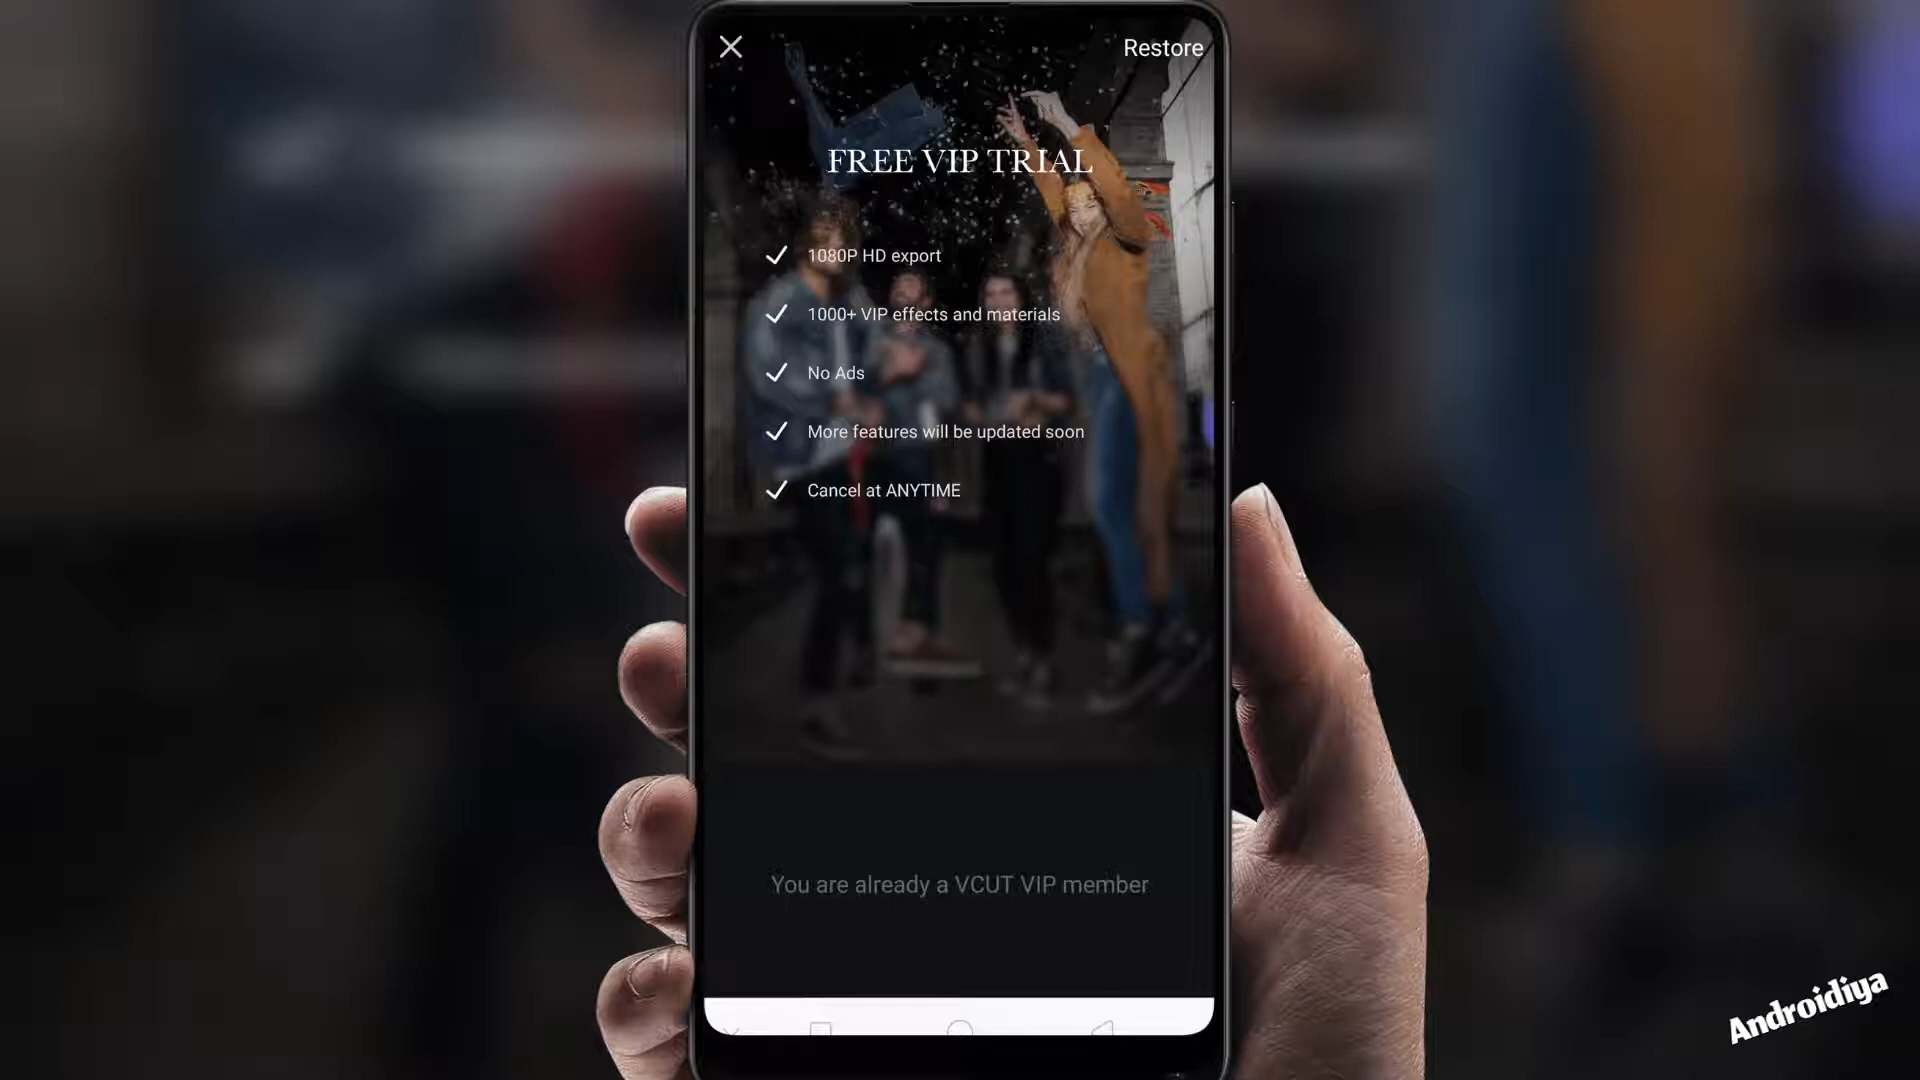 Restore
FREE VIP TRIAL
1080P HD export
1000+ VIP effects and materials
No Ads
More features will be updated soon
Cancel at ANYTIME
You are already a VCUT VIP member
Androidiya